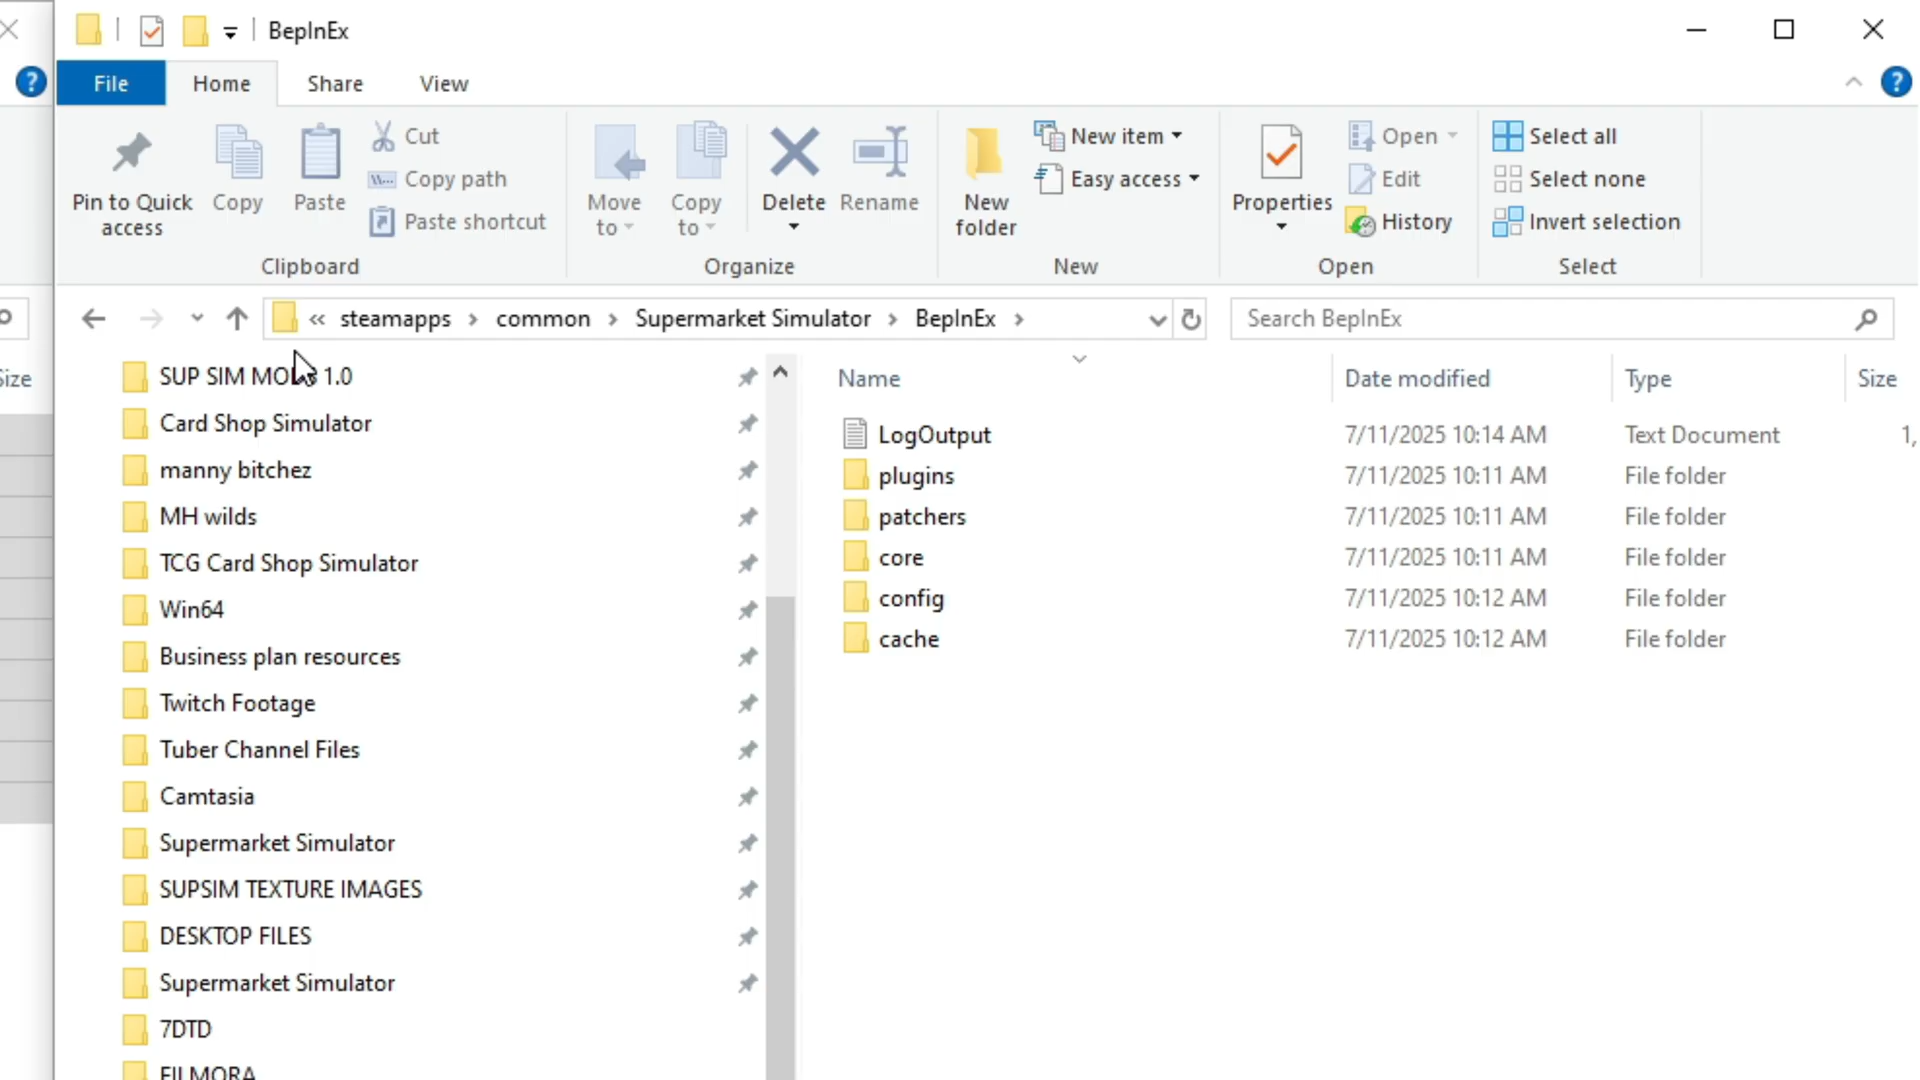 BepInEx
File Home Share View
Pin to Quick access
Copy
Paste
Cut
Copy path
Paste shortcut
Clipboard
Move to
Copy to
Delete
Rename
Organize
New folder
New item
Easy access
New
Properties
Open
Edit
History
Open
Select all
Select none
Invert selection
Select
« steamapps > common > Supermarket Simulator > BepInEx >
Search BepInEx
Size
SUP SIM MODS 1.0
Card Shop Simulator
manny bitchez
MH wilds
TCG Card Shop Simulator
Win64
Business plan resources
Twitch Footage
Tuber Channel Files
Camtasia
Supermarket Simulator
SUPSIM TEXTURE IMAGES
DESKTOP FILES
Supermarket Simulator
7DTD
FILMORA
Name Date modified Type Size
LogOutput 7/11/2025 10:14 AM Text Document 1,
plugins 7/11/2025 10:11 AM File folder
patchers 7/11/2025 10:11 AM File folder
core 7/11/2025 10:11 AM File folder
config 7/11/2025 10:12 AM File folder
cache 7/11/2025 10:12 AM File folder